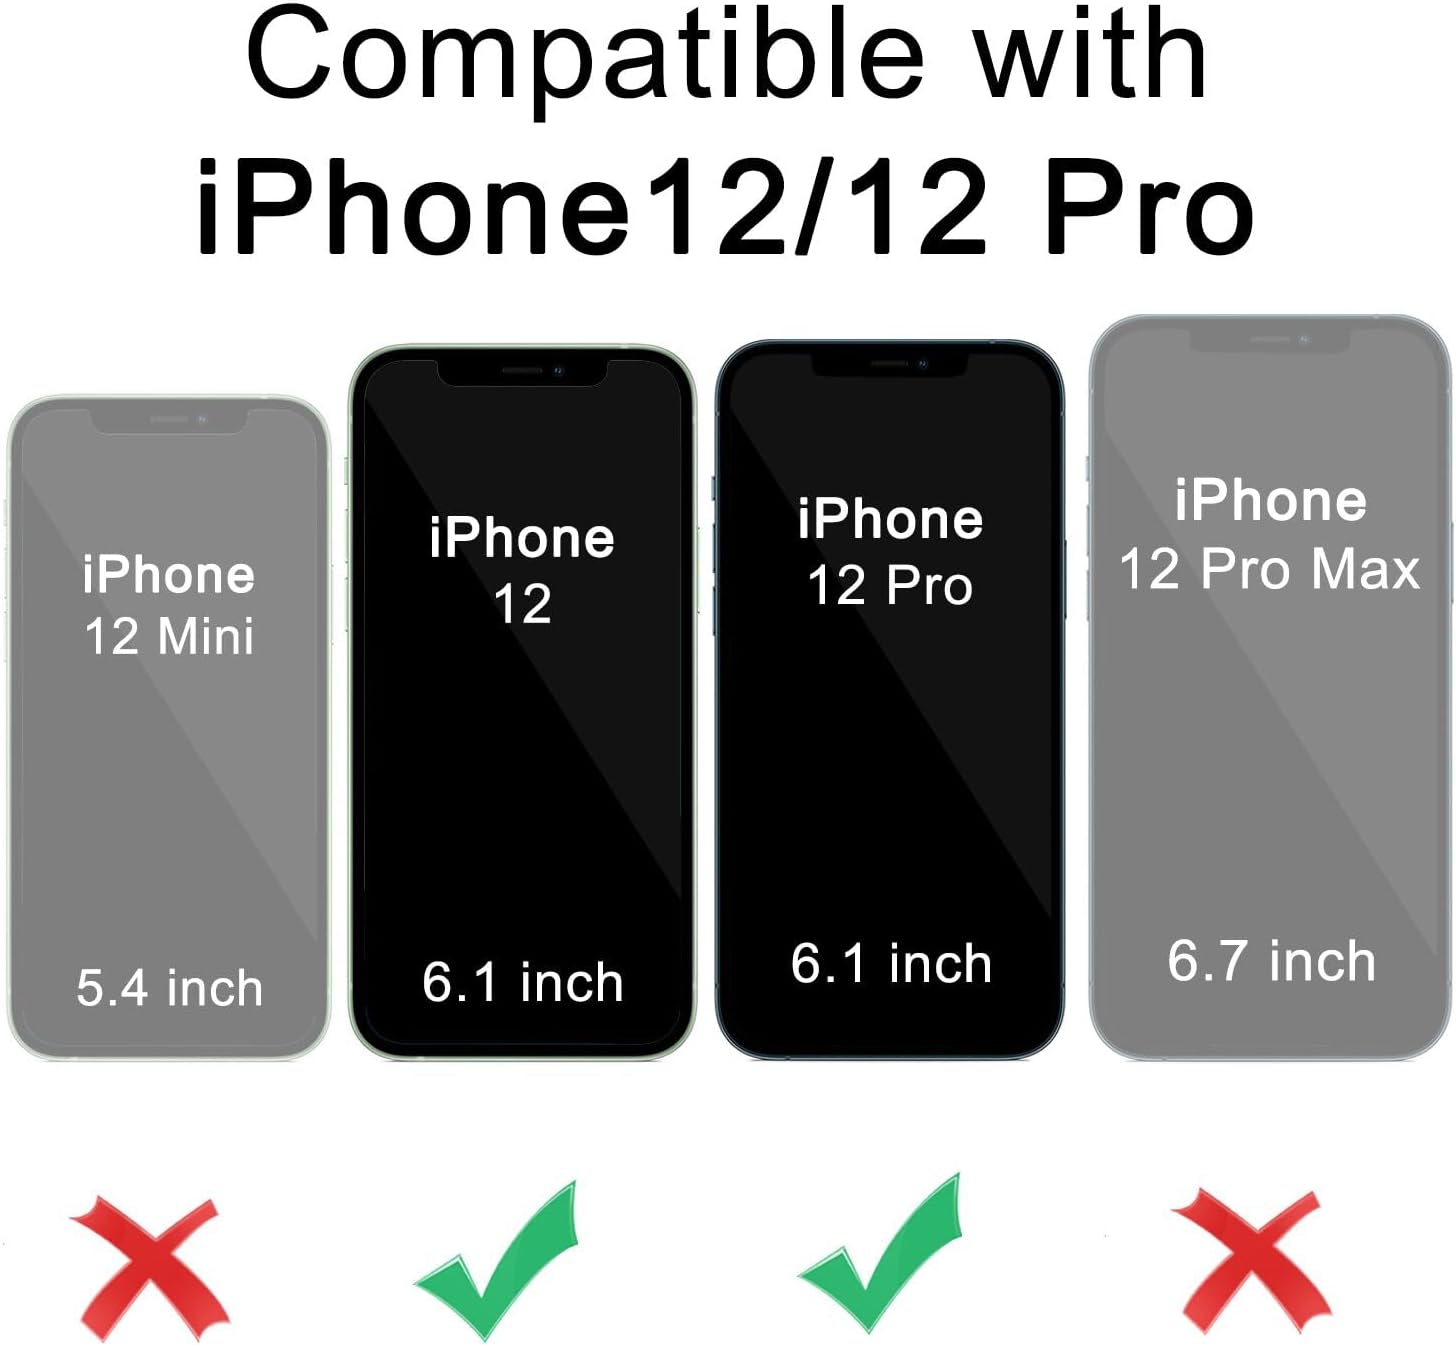 Compatible with
iPhone12/12 Pro
iPhone
12 Mini
5.4 inch
iPhone
12
6.1 inch
iPhone
12 Pro
6.1 inch
iPhone
12 Pro Max
6.7 inch